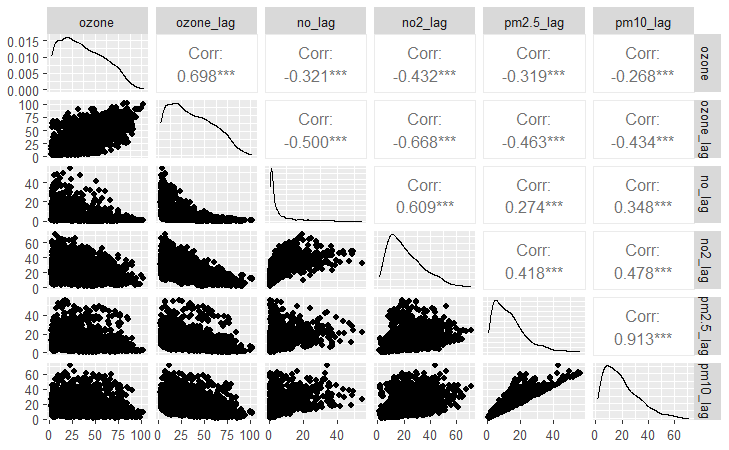 ozone ozone_lag no_lag no2_lag pm2.5_lag pm10_lag
0.015
0.010
0.005
0.000
Corr: Corr: Corr: Corr: Corr:
0.698*** -0.321*** -0.432*** -0.319*** -0.268***
ozone
100
75
50
25
0
Corr: Corr: Corr: Corr:
-0.500*** -0.668*** -0.463*** -0.434***
ozone_lag
40
20
0
Corr: Corr: Corr:
0.609*** 0.274*** 0.348***
no_lag
60
40
20
0
Corr: Corr:
0.418*** 0.478***
no2_lag
40
20
0
Corr:
0.913***
pm2.5_lag
60
40
20
0
pm10_lag
0 25 50 75 100 0 25 50 75 100 0 20 40 0 20 40 60 0 20 40 0 20 40 60